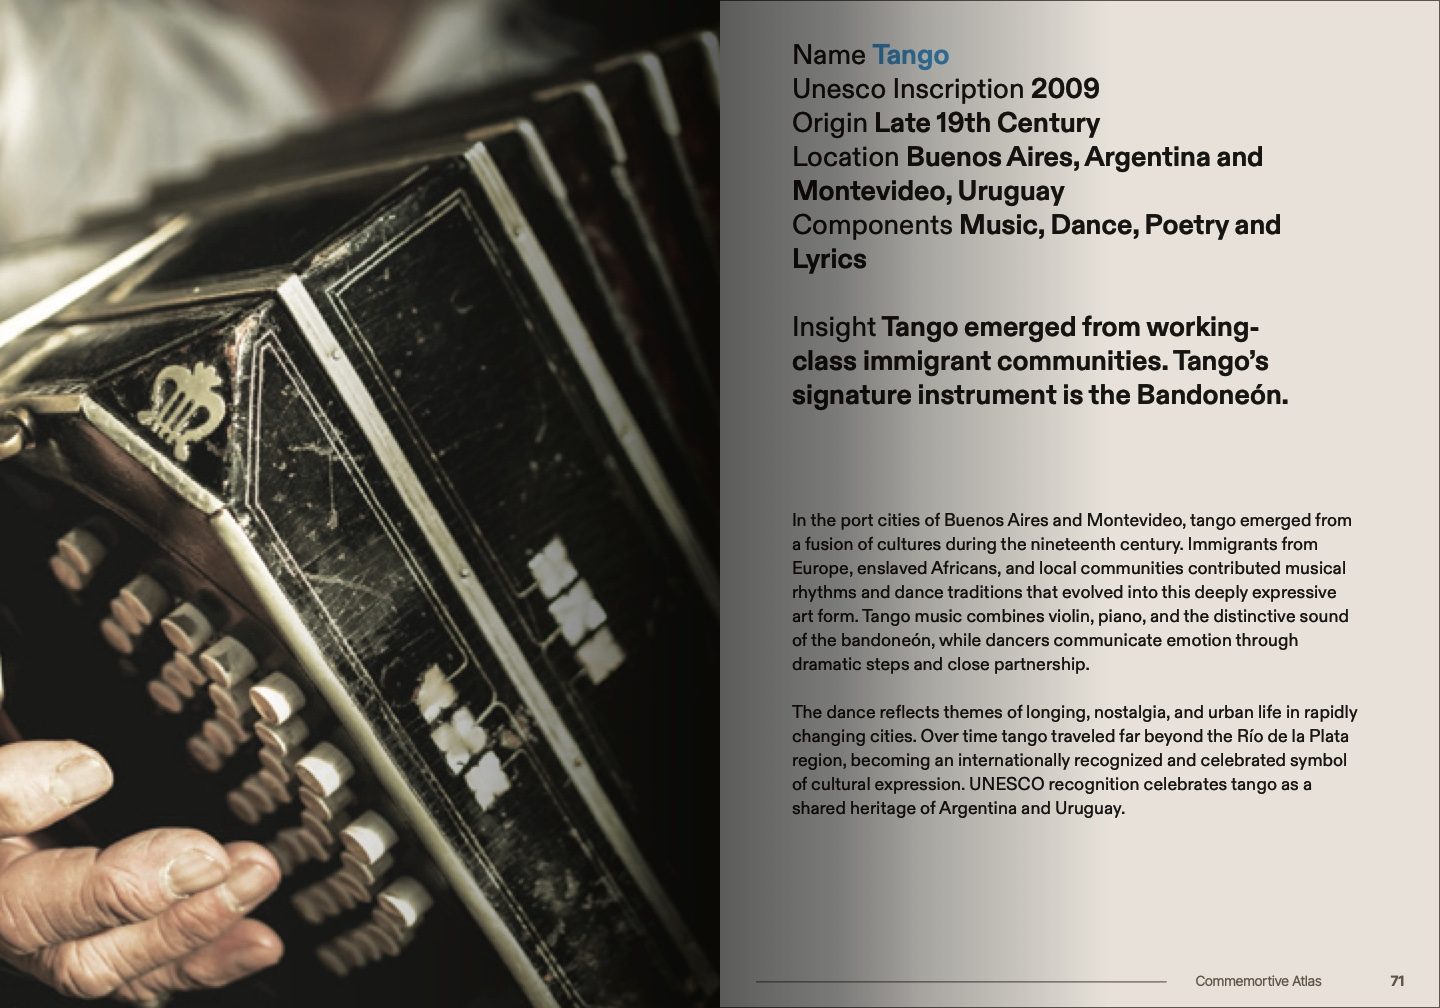 Name Tango
Unesco Inscription 2009
Origin Late 19th Century
Location Buenos Aires, Argentina and
Montevideo, Uruguay
Components Music, Dance, Poetry and
Lyrics
Insight Tango emerged from working-
class immigrant communities. Tango’s
signature instrument is the Bandoneón.
In the port cities of Buenos Aires and Montevideo, tango emerged from
a fusion of cultures during the nineteenth century. Immigrants from
Europe, enslaved Africans, and local communities contributed musical
rhythms and dance traditions that evolved into this deeply expressive
art form. Tango music combines violin, piano, and the distinctive sound
of the bandoneón, while dancers communicate emotion through
dramatic steps and close partnership.
The dance reflects themes of longing, nostalgia, and urban life in rapidly
changing cities. Over time tango traveled far beyond the Río de la Plata
region, becoming an internationally recognized and celebrated symbol
of cultural expression. UNESCO recognition celebrates tango as a
shared heritage of Argentina and Uruguay.
Commemortive Atlas 71